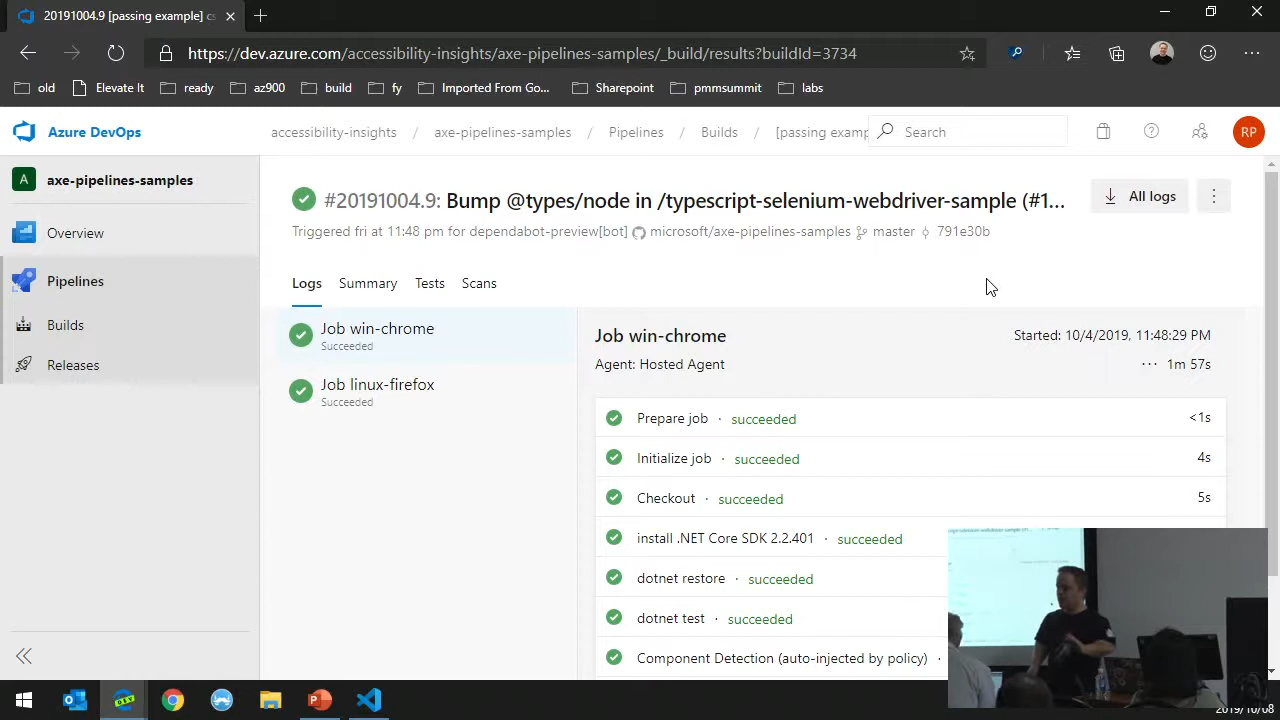 20191004.9 [passing example] cs
https://dev.azure.com/accessibility-insights/axe-pipelines-samples/_build/results?buildId=3734
old
Elevate It
ready
az900
build
fy
Imported From Go...
Sharepoint
pmmsummit
labs
Azure DevOps
accessibility-insights / axe-pipelines-samples / Pipelines / Builds / [passing examp
Search
RP
A axe-pipelines-samples
Overview
Pipelines
Builds
Releases
#20191004.9: Bump @types/node in /typescript-selenium-webdriver-sample (#1...
All logs
Triggered fri at 11:48 pm for dependabot-preview[bot] microsoft/axe-pipelines-samples master 791e30b
Logs Summary Tests Scans
Job win-chrome
Succeeded
Job linux-firefox
Succeeded
Job win-chrome
Started: 10/4/2019, 11:48:29 PM
Agent: Hosted Agent
··· 1m 57s
Prepare job · succeeded <1s
Initialize job · succeeded 4s
Checkout · succeeded 5s
install .NET Core SDK 2.2.401 · succeeded
dotnet restore · succeeded
dotnet test · succeeded
Component Detection (auto-injected by policy) ·
2019/10/08